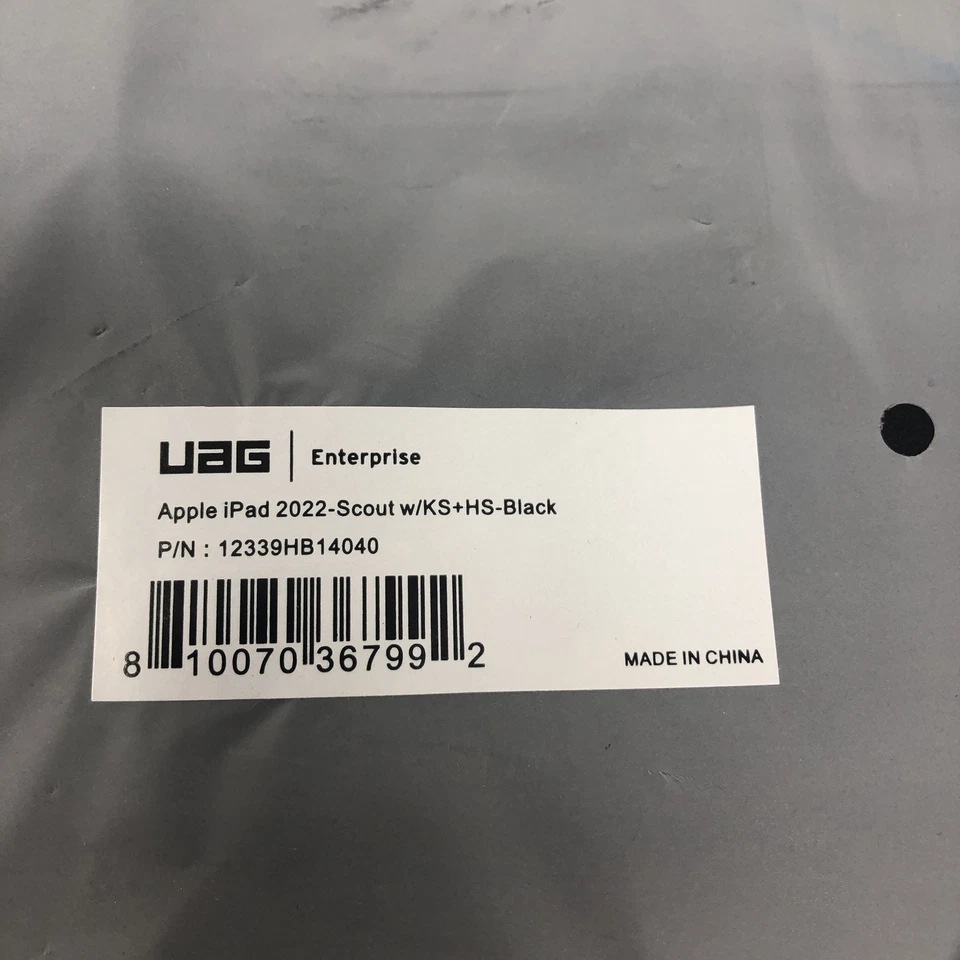 UAG | Enterprise
Apple iPad 2022-Scout w/KS+HS-Black
P/N : 12339HB14040
8 10070 36799 2
MADE IN CHINA